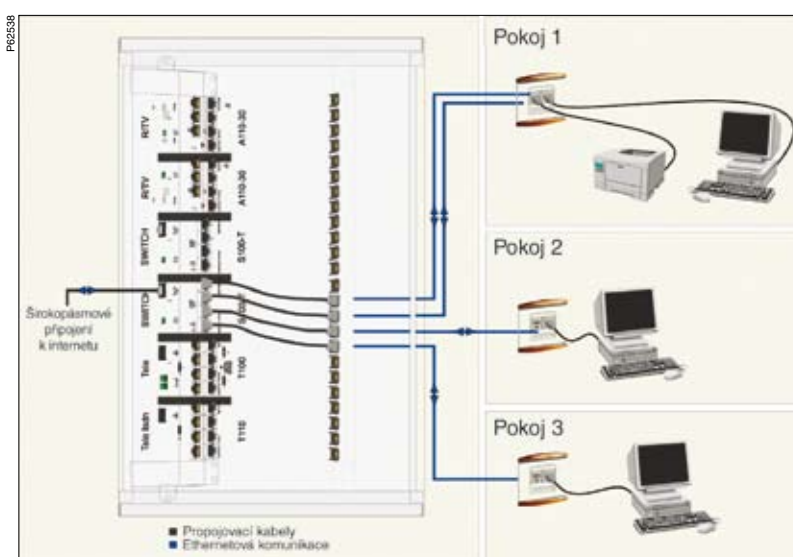 P62538
Pokoj 1
R/TV
A110-30
R/TV
A110-30
SWITCH
S100-T
SWITCH
Širokopásmové
připojení
k internetu
Pokoj 2
Tele
T100
Tele
T110
Pokoj 3
Propojovací kabely
Ethernetová komunikace